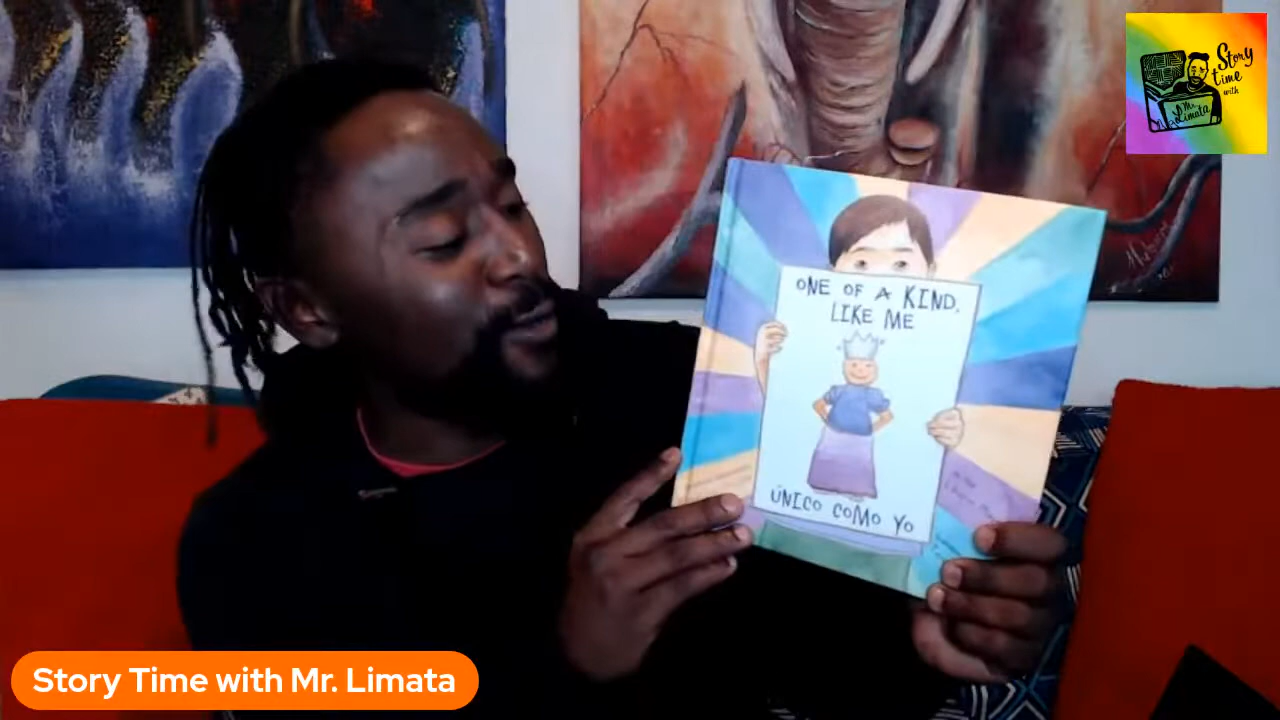 Story
time
with
Mr.
Limata
ONE OF A KIND,
LIKE ME
ÚNICO COMO YO
Story Time with Mr. Limata